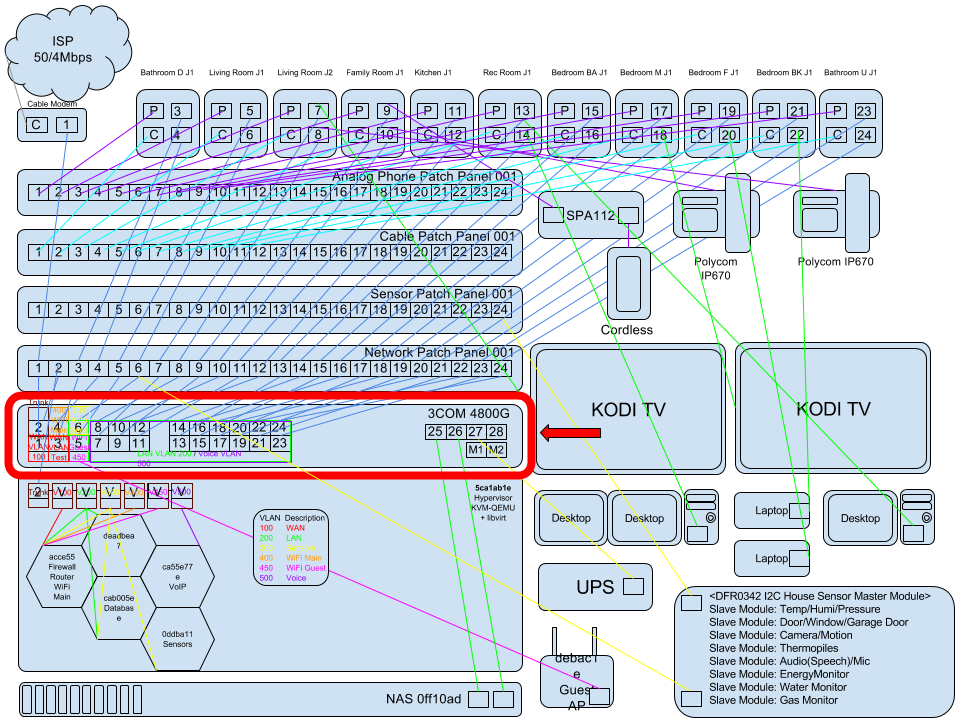 ISP
50/4Mbps
Cable Modem
C 1
Bathroom D J1 Living Room J1 Living Room J2 Family Room J1 Kitchen J1 Rec Room J1 Bedroom BA J1 Bedroom M J1 Bedroom F J1 Bedroom BK J1 Bathroom U J1
P 3 P 5 P 7 P 9 P 11 P 13 P 15 P 17 P 19 P 21 P 23
C 4 C 6 C 8 C 10 C 12 C 14 C 16 C 18 C 20 C 22 C 24
Analog Phone Patch Panel 001
1 2 3 4 5 6 7 8 9 10 11 12 13 14 15 16 17 18 19 20 21 22 23 24
Cable Patch Panel 001
1 2 3 4 5 6 7 8 9 10 11 12 13 14 15 16 17 18 19 20 21 22 23 24
Sensor Patch Panel 001
1 2 3 4 5 6 7 8 9 10 11 12 13 14 15 16 17 18 19 20 21 22 23 24
Network Patch Panel 001
1 2 3 4 5 6 7 8 9 10 11 12 13 14 15 16 17 18 19 20 21 22 23 24
SPA112
Cordless
Polycom
IP670
Polycom IP670
KODI TV
KODI TV
Trunk
400
3COM 4800G
2 4 6 8 10 12 14 16 18 20 22 24
1 3 5 7 9 11 13 15 17 19 21 23
25 26 27 28
M1 M2
VLAN
100 Test 450
LAN VLAN 200 / Voice VLAN
500
2 V V V V V V
Trunk
5ca1ab1e
Hypervisor
KVM-QEMU
+ libvirt
deadbea
7
acce55
Firewall
Router
WiFi
Main
ca55e77
e
VoIP
cab005e
Databas
e
0ddba11
Sensors
VLAN Description
100 WAN
200 LAN
400 WiFi Main
450 WiFi Guest
500 Voice
Desktop
Desktop
Laptop
Desktop
Laptop
UPS
debac1
e
Guest
AP
NAS 0ff10ad
<DFR0342 I2C House Sensor Master Module>
Slave Module: Temp/Humi/Pressure
Slave Module: Door/Window/Garage Door
Slave Module: Camera/Motion
Slave Module: Thermopiles
Slave Module: Audio(Speech)/Mic
Slave Module: EnergyMonitor
Slave Module: Water Monitor
Slave Module: Gas Monitor